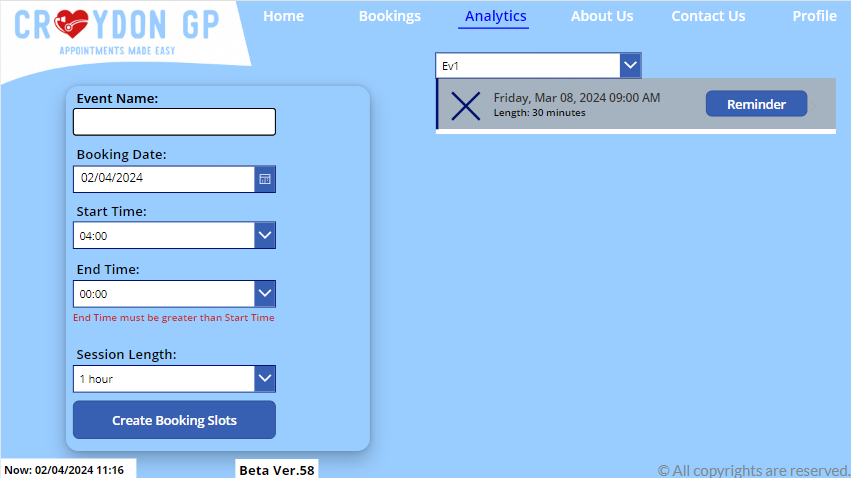 CR YDON GP
APPOINTMENTS MADE EASY
Home Bookings Analytics About Us Contact Us Profile
Ev1
Friday, Mar 08, 2024 09:00 AM
Length: 30 minutes
Reminder
Event Name:
Booking Date:
02/04/2024
Start Time:
04:00
End Time:
00:00
End Time must be greater than Start Time
Session Length:
1 hour
Create Booking Slots
Now: 02/04/2024 11:16
Beta Ver.58
© All copyrights are reserved.